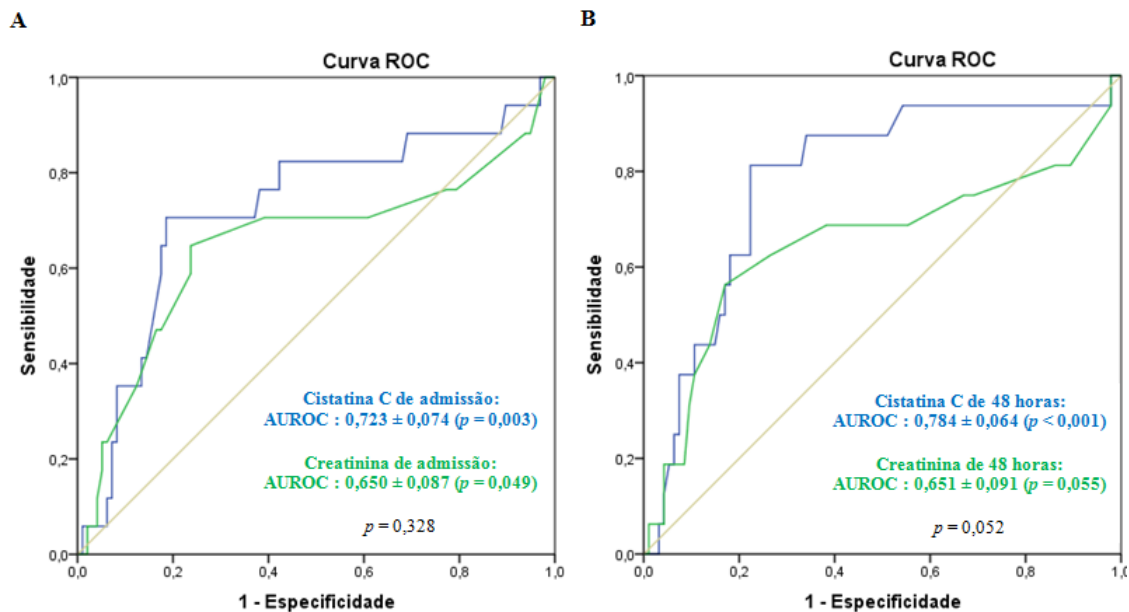 A
Curva ROC
1,0
0,8
0,6
0,4
0,2
0,0
Sensibilidade
Cistatina C de admissão:
AUROC : 0,723 ± 0,074 (p = 0,003)
Creatinina de admissão:
AUROC : 0,650 ± 0,087 (p = 0,049)
p = 0,328
0,0 0,2 0,4 0,6 0,8 1,0
1 - Especificidade
B
Curva ROC
1,0
0,8
0,6
0,4
0,2
0,0
Sensibilidade
Cistatina C de 48 horas:
AUROC : 0,784 ± 0,064 (p < 0,001)
Creatinina de 48 horas:
AUROC : 0,651 ± 0,091 (p = 0,055)
p = 0,052
0,0 0,2 0,4 0,6 0,8 1,0
1 - Especificidade